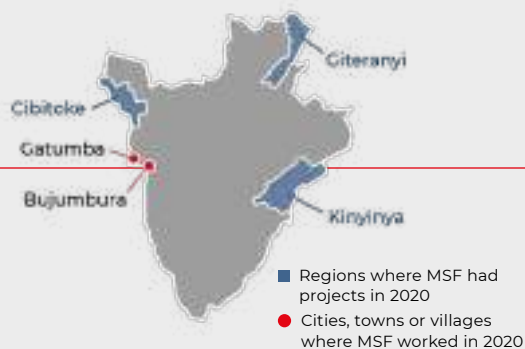 Giteranyi
Cibitoke
Gatumba
Bujumbura
Kinyinya
Regions where MSF had
projects in 2020
Cities, towns or villages
where MSF worked in 2020